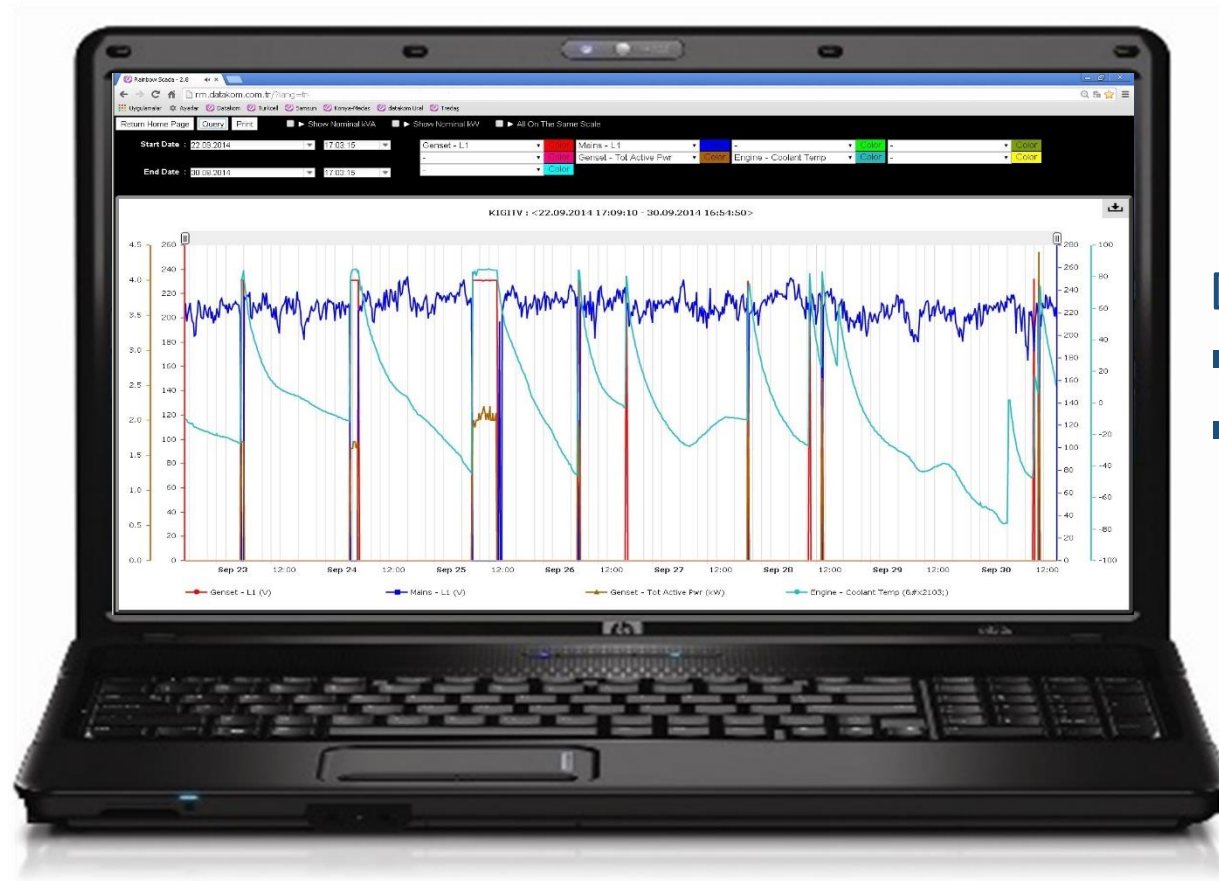 Rainbow Scada - 2.8
rm.datakom.com.tr/?lang=tr
Uygulamalar Ayarlar Datakom Turkcell Samsun Konya-Medas datakom Ural Tredaş
Return Home Page Query Print ► Show Nominal kVA ► Show Nominal kW ► All On The Same Scale
Start Date : 22.09.2014 17:03:15 Genset - L1 Color Mains - L1 - Color - Color
- Color Genset - Tot Active Pwr Color Engine - Coolant Temp Color - Color
End Date : 30.09.2014 17:03:15 - Color
KIGITV : <22.09.2014 17:09:10 - 30.09.2014 16:54:50>
4.5 260 280 100
240 260
4.0 240 80
220 220
3.5 200 60
200
180 40
3.0 160 180
20
2.5 140 160
140 0
2.0 120
120
100 100 -20
1.5
80 80 -40
1.0 60 60 -60
40 40
0.5 -80
20 20
0.0 0 0 -100
Sep 23 12:00 Sep 24 12:00 Sep 25 12:00 Sep 26 12:00 Sep 27 12:00 Sep 28 12:00 Sep 29 12:00 Sep 30 12:00
Genset - L1 (V) Mains - L1 (V) Genset - Tot Active Pwr (kW) Engine - Coolant Temp (&#x2103;)
hp